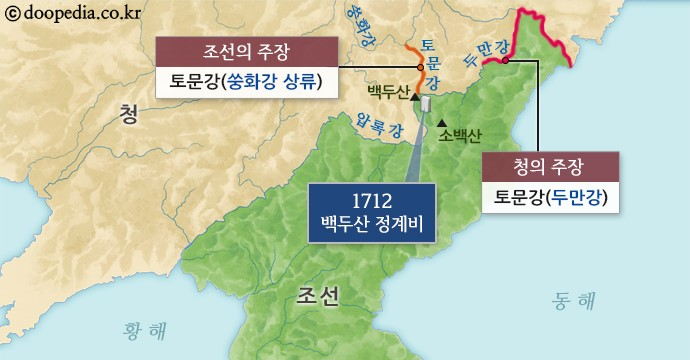 © doopedia.co.kr
조선의 주장
토문강(쑹화강 상류)
쑹화강
토문강
두만강
백두산
청
압록강
소백산
청의 주장
토문강(두만강)
1712
백두산 정계비
조선
동해
황해